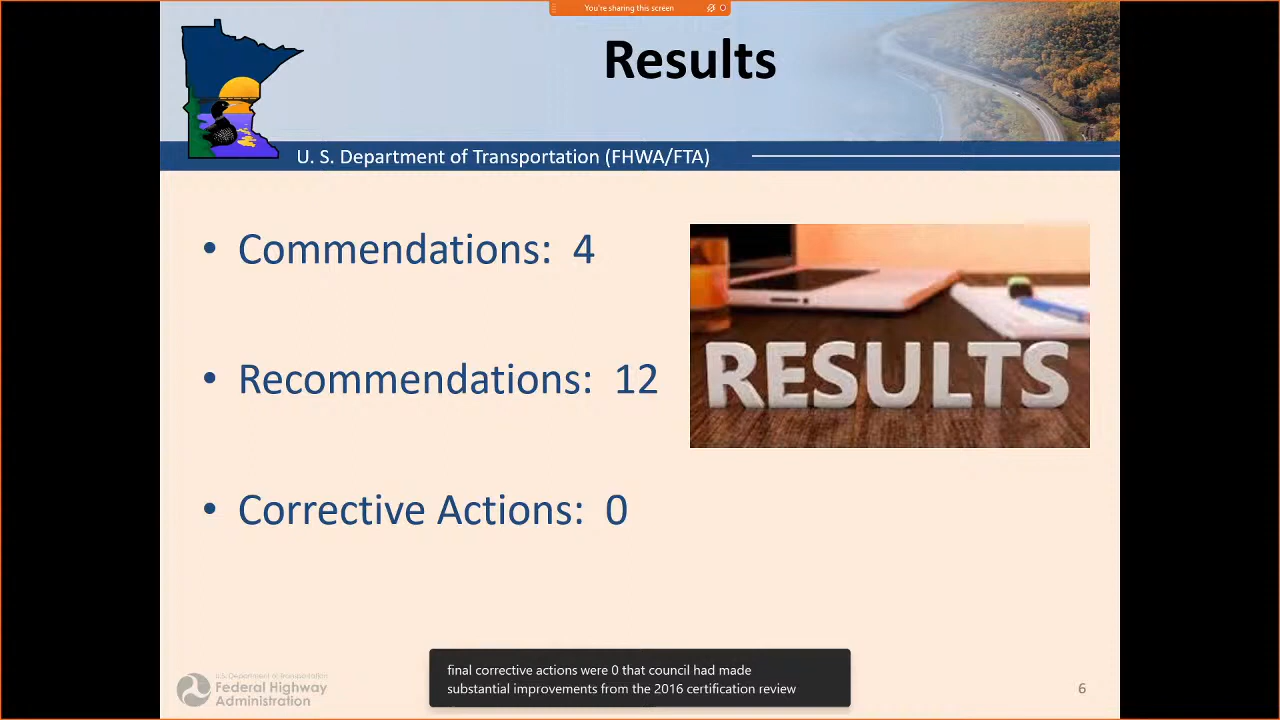 You're sharing this screen
Results
U. S. Department of Transportation (FHWA/FTA)
• Commendations: 4
• Recommendations: 12
RESULTS
• Corrective Actions: 0
final corrective actions were 0 that council had made
substantial improvements from the 2016 certification review
U.S. Department of Transportation
Federal Highway
Administration
6